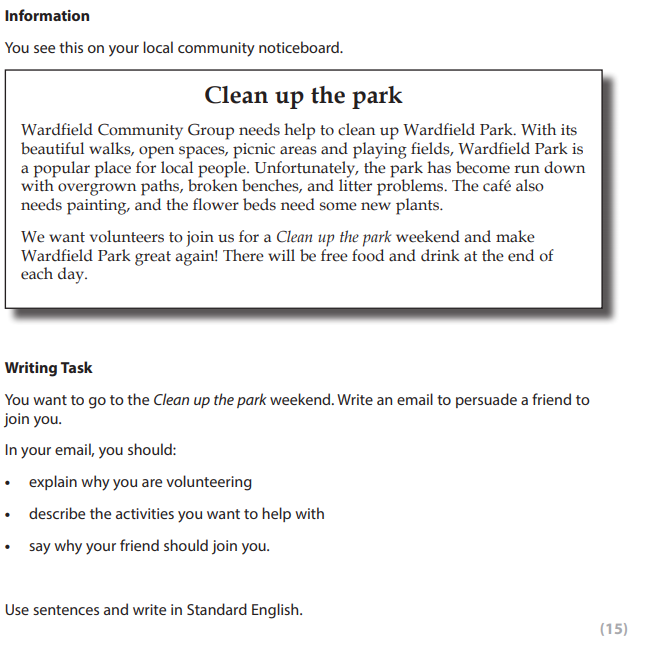 Information
You see this on your local community noticeboard.
Clean up the park
Wardfield Community Group needs help to clean up Wardfield Park. With its
beautiful walks, open spaces, picnic areas and playing fields, Wardfield Park is
a popular place for local people. Unfortunately, the park has become run down
with overgrown paths, broken benches, and litter problems. The café also
needs painting, and the flower beds need some new plants.
We want volunteers to join us for a Clean up the park weekend and make
Wardfield Park great again! There will be free food and drink at the end of
each day.
Writing Task
You want to go to the Clean up the park weekend. Write an email to persuade a friend to
join you.
In your email, you should:
• explain why you are volunteering
• describe the activities you want to help with
• say why your friend should join you.
Use sentences and write in Standard English.
(15)